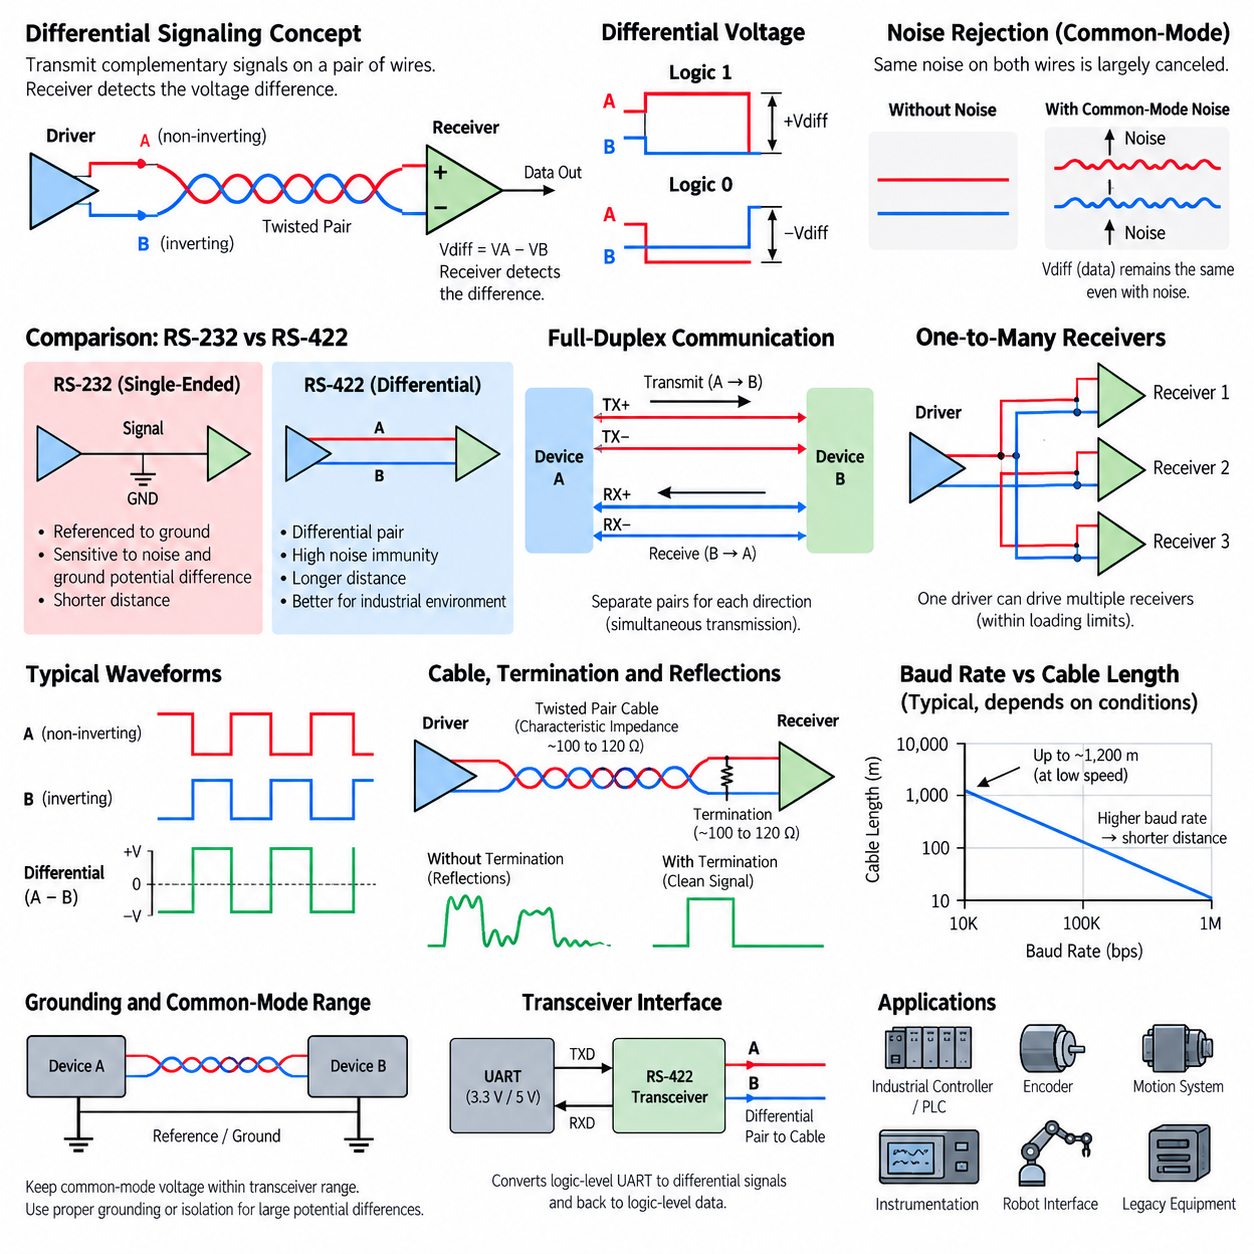 Differential Signaling Concept
Transmit complementary signals on a pair of wires.
Receiver detects the voltage difference.
Driver
A (non-inverting)
B (inverting)
Twisted Pair
Receiver
+
−
Data Out
Vdiff = VA − VB
Receiver detects
the difference.
Differential Voltage
Logic 1
A
B
+Vdiff
Logic 0
A
B
−Vdiff
Noise Rejection (Common-Mode)
Same noise on both wires is largely canceled.
Without Noise
With Common-Mode Noise
Noise
Noise
Vdiff (data) remains the same
even with noise.
Comparison: RS-232 vs RS-422
RS-232 (Single-Ended)
Signal
GND
• Referenced to ground
• Sensitive to noise and
ground potential difference
• Shorter distance
RS-422 (Differential)
A
B
• Differential pair
• High noise immunity
• Longer distance
• Better for industrial environment
Full-Duplex Communication
Transmit (A → B)
Device
A
TX+
TX−
RX+
RX−
Device
B
Receive (B → A)
Separate pairs for each direction
(simultaneous transmission).
One-to-Many Receivers
Driver
Receiver 1
Receiver 2
Receiver 3
One driver can drive multiple receivers
(within loading limits).
Typical Waveforms
A (non-inverting)
B (inverting)
Differential
(A − B)
+V
0
−V
Cable, Termination and Reflections
Driver
Twisted Pair Cable
(Characteristic Impedance
~100 to 120 Ω)
Receiver
Termination
(~100 to 120 Ω)
Without Termination
(Reflections)
With Termination
(Clean Signal)
Baud Rate vs Cable Length
(Typical, depends on conditions)
Cable Length (m)
10,000
1,000
100
10
Up to ~1,200 m
(at low speed)
Higher baud rate
→ shorter distance
10K
100K
1M
Baud Rate (bps)
Grounding and Common-Mode Range
Device A
Device B
Reference / Ground
Keep common-mode voltage within transceiver range.
Use proper grounding or isolation for large potential differences.
Transceiver Interface
UART
(3.3 V / 5 V)
TXD
RXD
RS-422
Transceiver
A
B
Differential
Pair to Cable
Converts logic-level UART to differential signals
and back to logic-level data.
Applications
Industrial Controller
/ PLC
Encoder
Motion System
Instrumentation
Robot Interface
Legacy Equipment